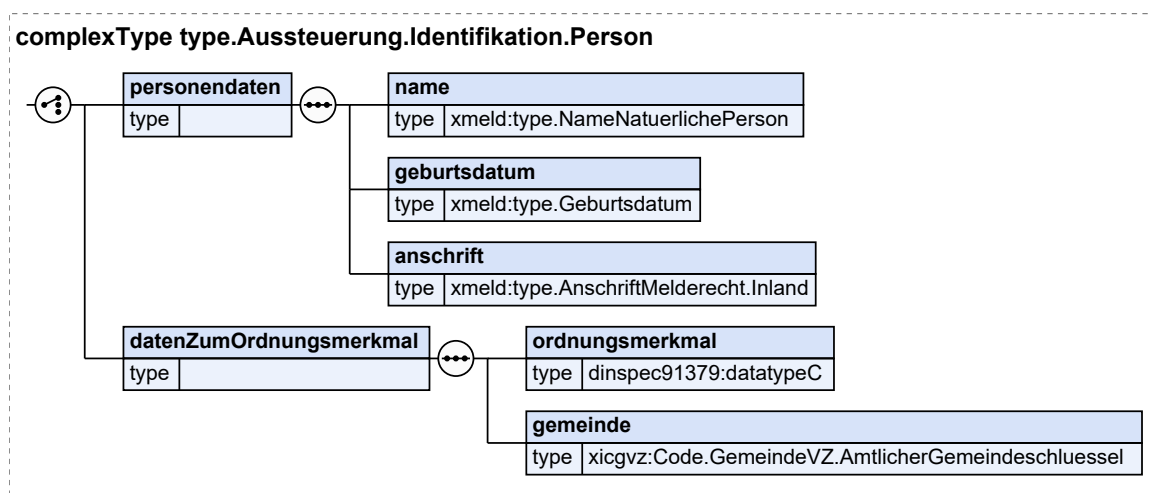 complexType type.Aussteuerung.Identifikation.Person
personendaten
type
name
type xmeld:type.NameNatuerlichePerson
geburtsdatum
type xmeld:type.Geburtsdatum
anschrift
type xmeld:type.AnschriftMelderecht.Inland
datenZumOrdnungsmerkmal
type
ordnungsmerkmal
type dinspec91379:datatypeC
gemeinde
type xicgvz:Code.GemeindeVZ.AmtlicherGemeindeschluessel